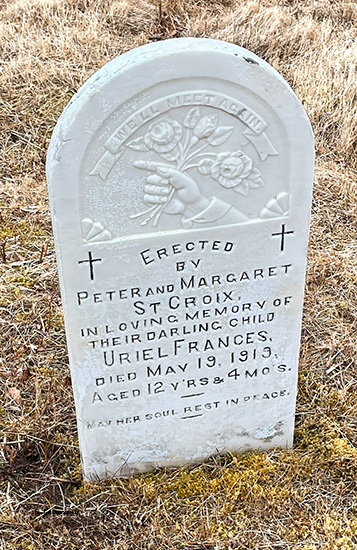 WE'LL MEET AGAIN
ERECTED
BY
PETER AND MARGARET
ST CROIX,
IN LOVING MEMORY OF
THEIR DARLING CHILD
URIEL FRANCES,
DIED MAY 19, 1913,
AGED 12 Y'RS & 4 MO'S.
MAY HER SOUL REST IN PEACE.